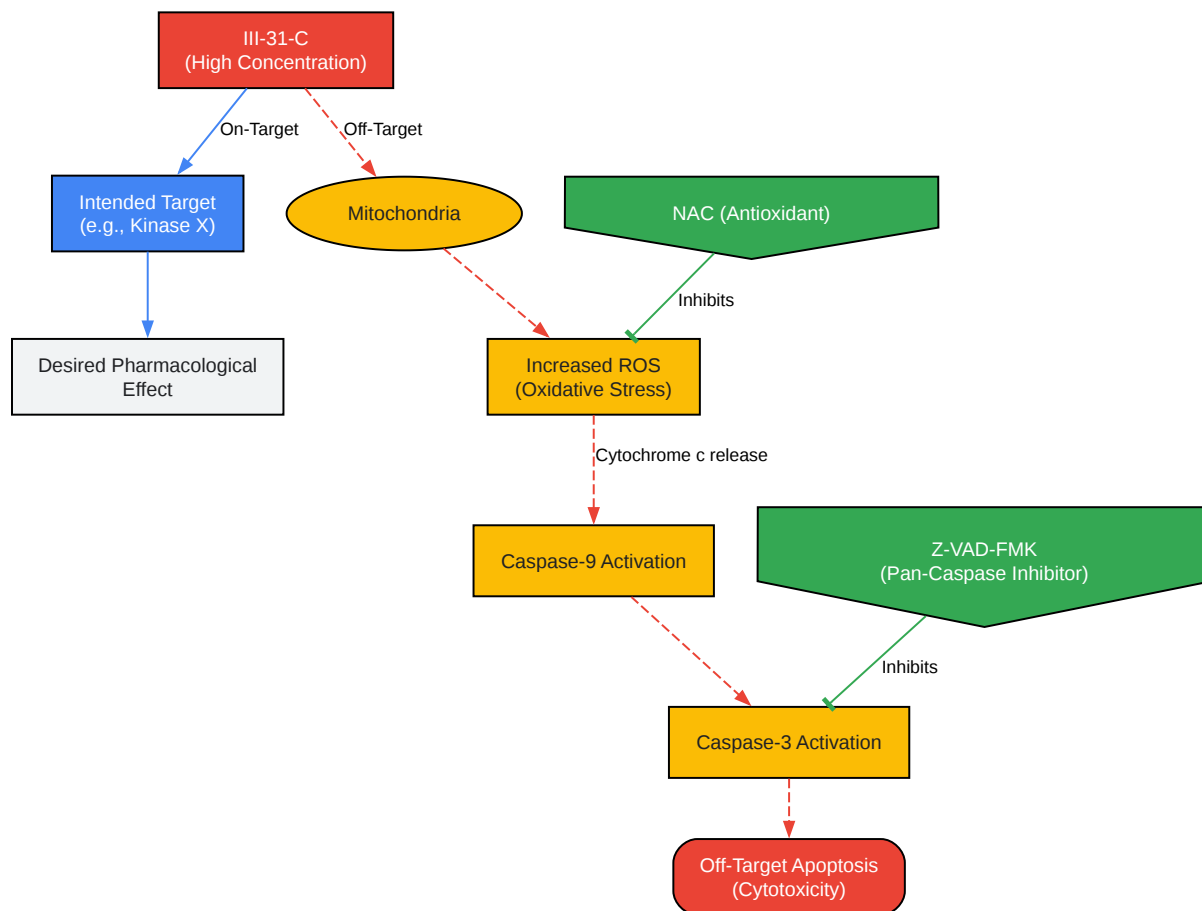 III-31-C
(High Concentration)
On-Target
Off-Target
Intended Target
(e.g., Kinase X)
Mitochondria
NAC (Antioxidant)
Inhibits
Desired Pharmacological
Effect
Increased ROS
(Oxidative Stress)
Cytochrome c release
Caspase-9 Activation
Z-VAD-FMK
(Pan-Caspase Inhibitor)
Inhibits
Caspase-3 Activation
Off-Target Apoptosis
(Cytotoxicity)